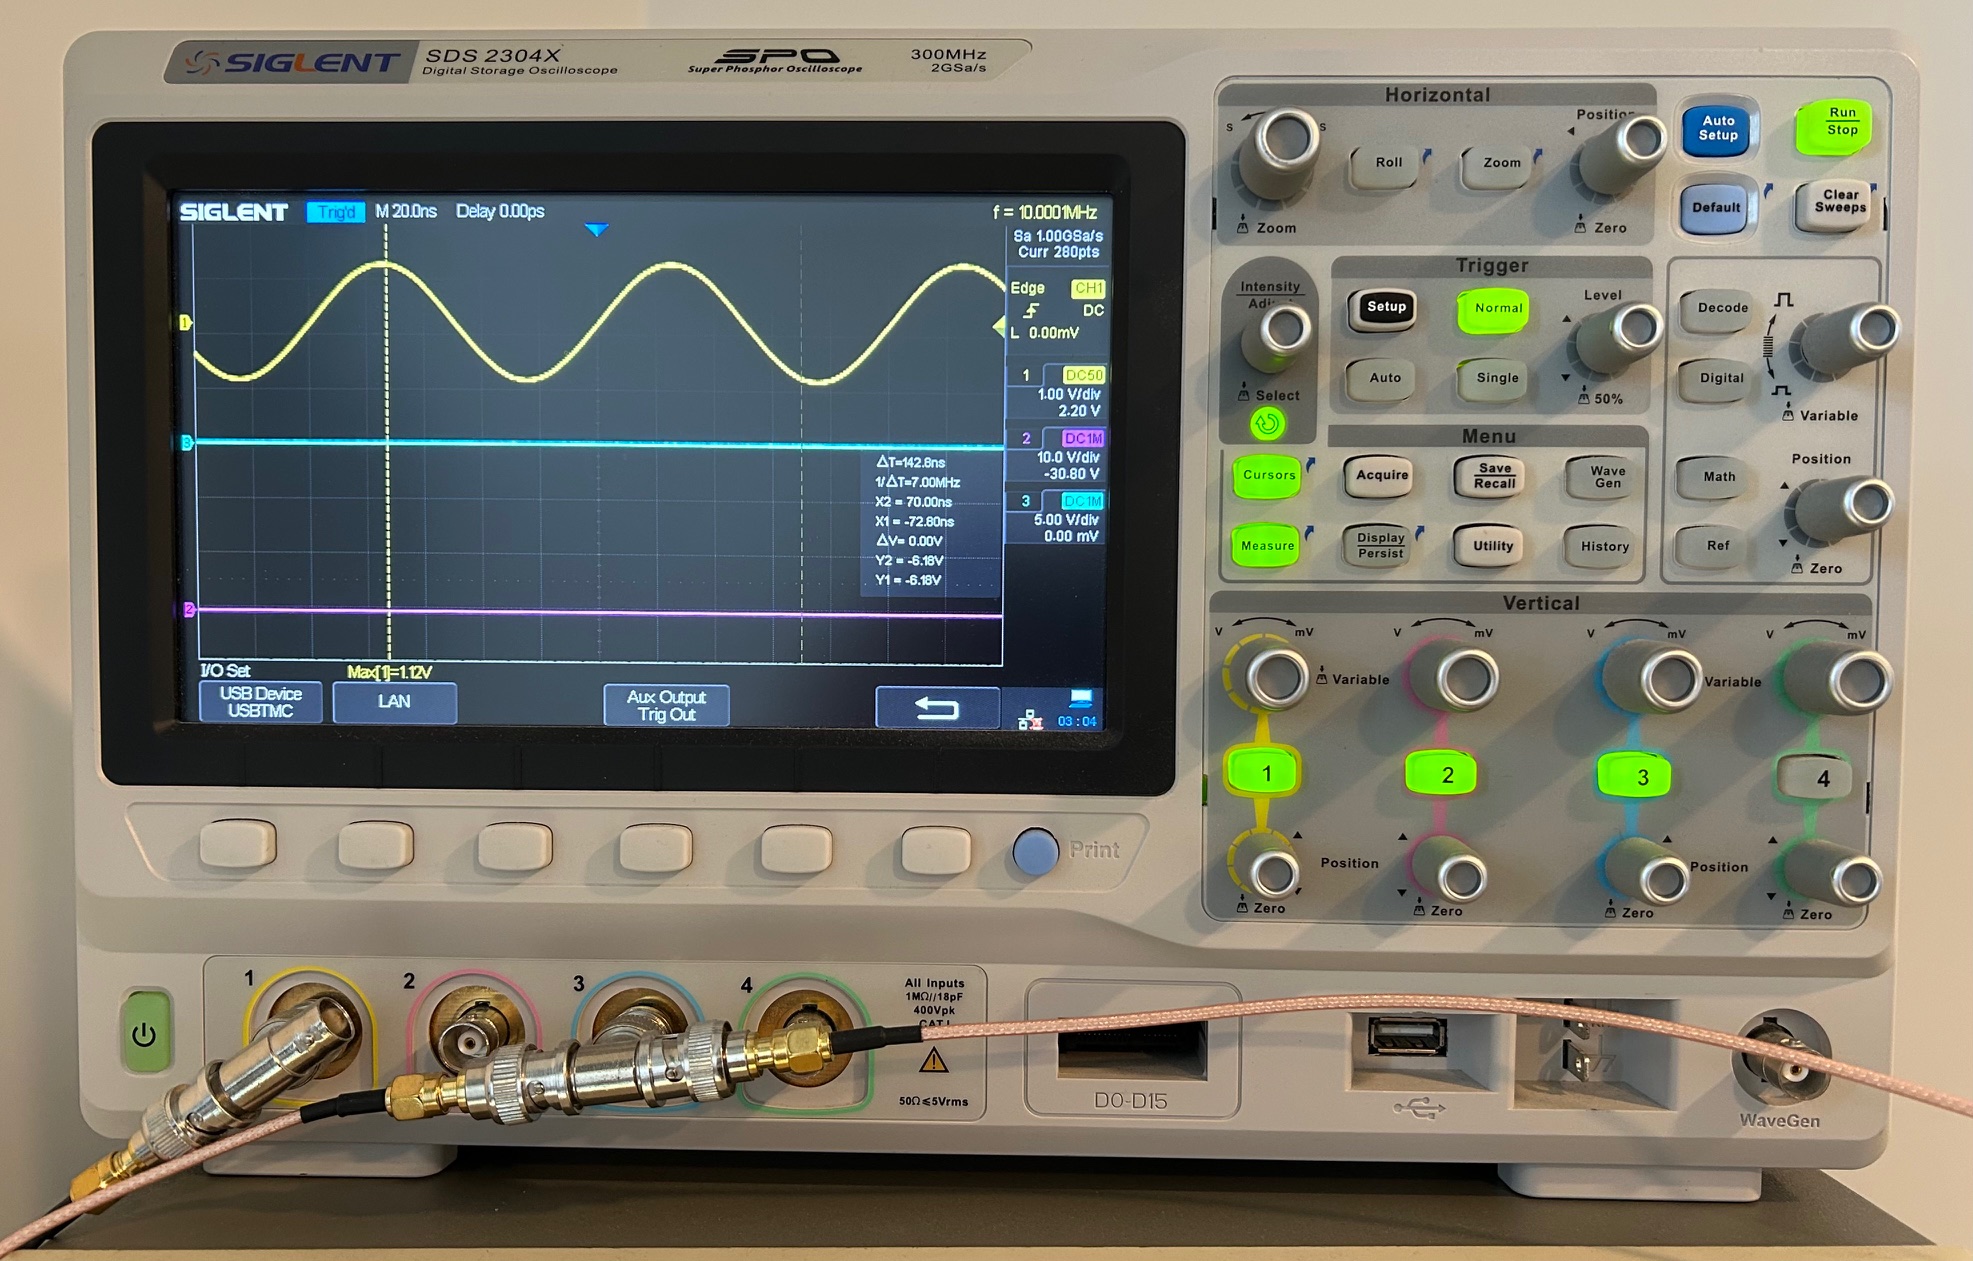 SIGLENT
SDS 2304X
Digital Storage Oscilloscope
SPO
Super Phosphor Oscilloscope
300MHz
2GSa/s
SIGLENT Trig'd M 20.0ns Delay 0.00ps f = 10.0001MHz
Sa 1.00GSa/s
Curr 280pts
Edge CH1
DC
L 0.00mV
1 DC50
1.00 V/div
2.20 V
2 DC1M
10.0 V/div
-30.80 V
3 DC1M
5.00 V/div
0.00 mV
1
3
2
ΔT=142.8ns
1/ΔT=7.00MHz
X2 = 70.00ns
X1 = -72.80ns
ΔV= 0.00V
Y2 = -6.18V
Y1 = -6.18V
I/O Set
Max[1]=1.12V
USB Device
USBTMC
LAN
Aux Output
Trig Out
03:04
Print
Horizontal
S
S
Zoom
Roll
Zoom
Position
Zero
Auto
Setup
Run
Stop
Default
Clear
Sweeps
Intensity
Select
Trigger
Setup
Normal
Level
Auto
Single
50%
Decode
Digital
Variable
Menu
Cursors
Acquire
Save
Recall
Wave
Gen
Measure
Display
Persist
Utility
History
Math
Ref
Position
Zero
Vertical
V mV
V mV
V mV
V mV
Variable
Variable
1
2
3
4
Position
Position
Zero
Zero
Zero
Zero
1
2
3
4
All Inputs
1MΩ//18pF
400Vpk
50Ω≤5Vrms
D0-D15
WaveGen